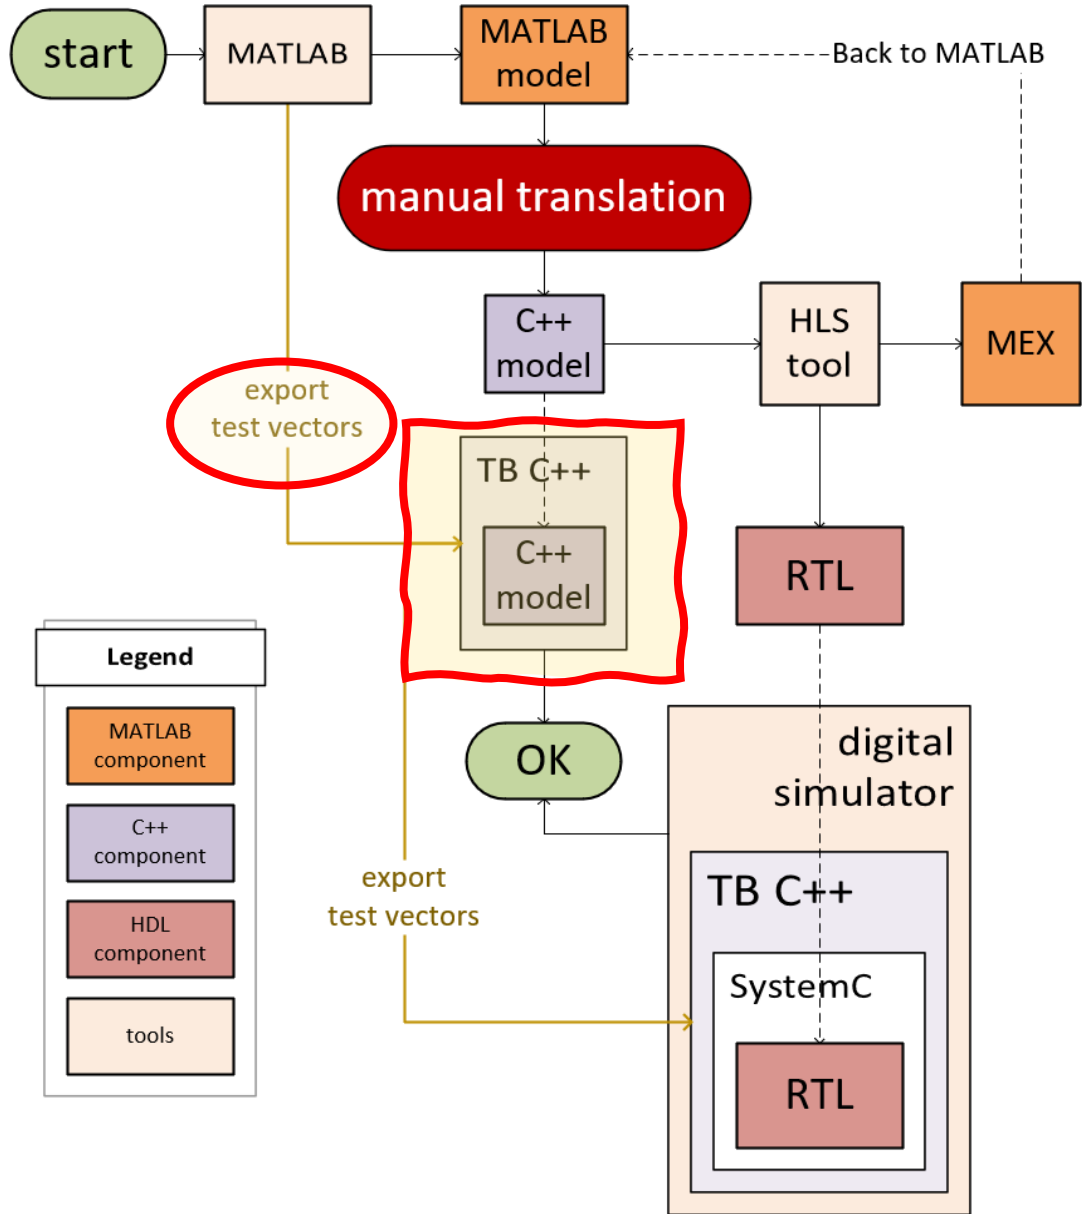 start
MATLAB
MATLAB
model
Back to MATLAB
manual translation
C++
model
HLS
tool
MEX
export
test vectors
TB C++
C++
model
RTL
Legend
MATLAB
component
C++
component
HDL
component
tools
OK
digital
simulator
export
test vectors
TB C++
SystemC
RTL